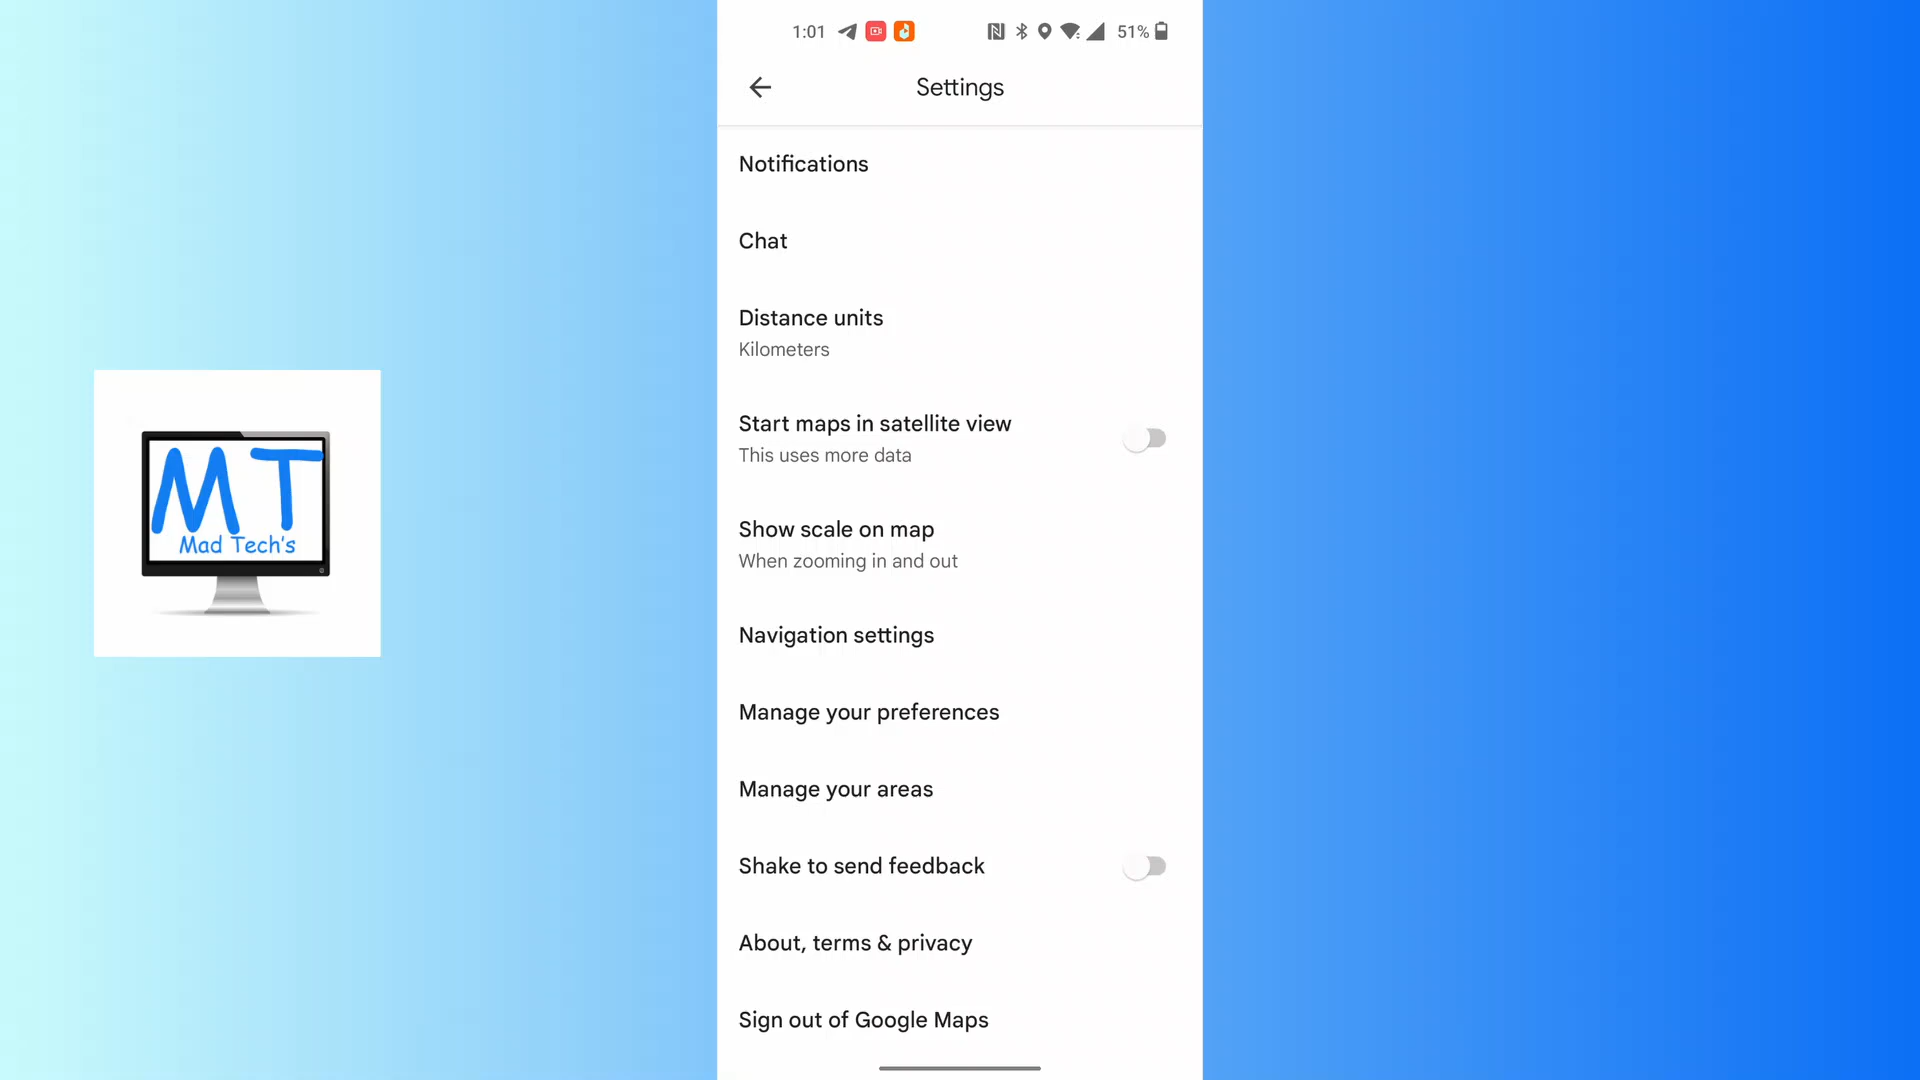 1:01
51%
Settings
Notifications
Chat
Distance units
Kilometers
Start maps in satellite view
This uses more data
Show scale on map
When zooming in and out
Navigation settings
Manage your preferences
Manage your areas
Shake to send feedback
About, terms & privacy
Sign out of Google Maps
MT
Mad Tech's